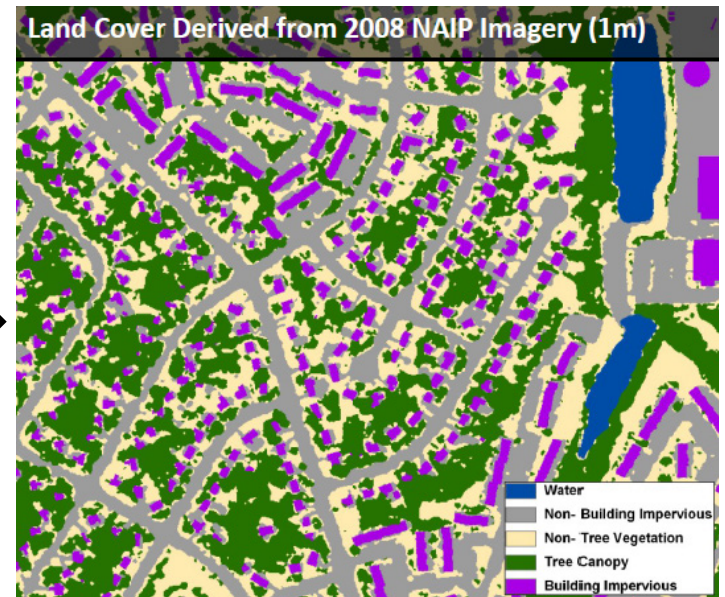 Land Cover Derived from 2008 NAIP Imagery (1m)
Water
Non- Building Impervious
Non- Tree Vegetation
Tree Canopy
Building Impervious